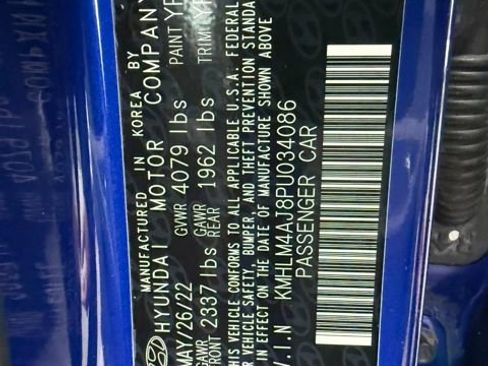 MANUFACTURED IN KOREA BY
HYUNDAI MOTOR COMPANY
MAY/26/22 GVWR 4079 lbs PAINT YP
GAWR FRONT 2337 lbs GAWR REAR 1962 lbs TRIM
THIS VEHICLE CONFORMS TO ALL APPLICABLE U.S.A. FEDERAL
MOTOR VEHICLE SAFETY, BUMPER, AND THEFT PREVENTION STANDARDS
IN EFFECT ON THE DATE OF MANUFACTURE SHOWN ABOVE
V.I.N KMHLM4AJ8PU034086
PASSENGER CAR